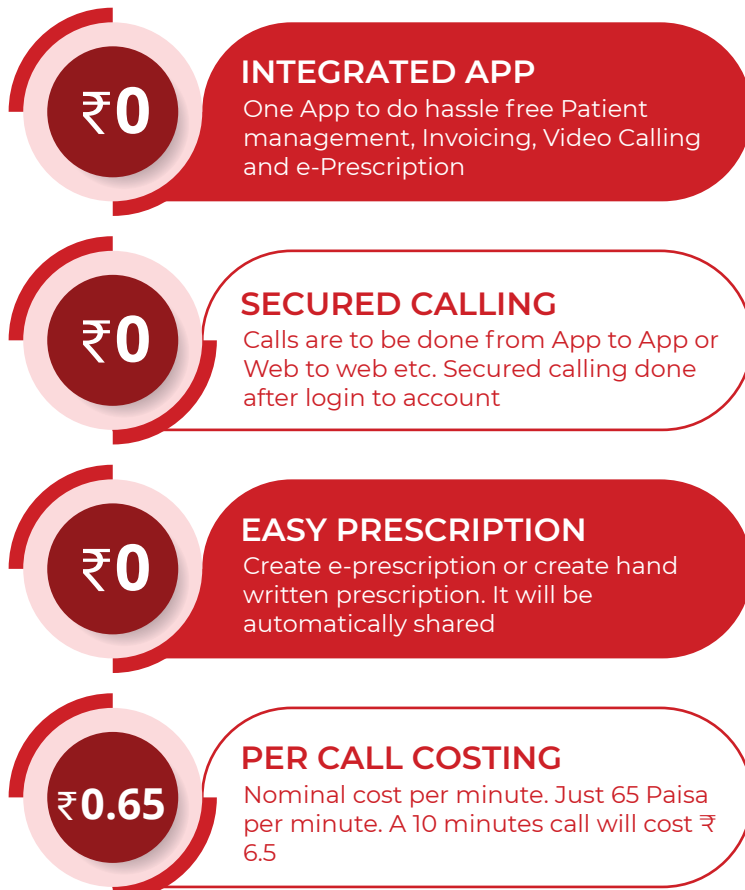 ₹0
INTEGRATED APP
One App to do hassle free Patient
management, Invoicing, Video Calling
and e-Prescription
₹0
SECURED CALLING
Calls are to be done from App to App or
Web to web etc. Secured calling done
after login to account
₹0
EASY PRESCRIPTION
Create e-prescription or create hand
written prescription. It will be
automatically shared
₹0.65
PER CALL COSTING
Nominal cost per minute. Just 65 Paisa
per minute. A 10 minutes call will cost ₹
6.5